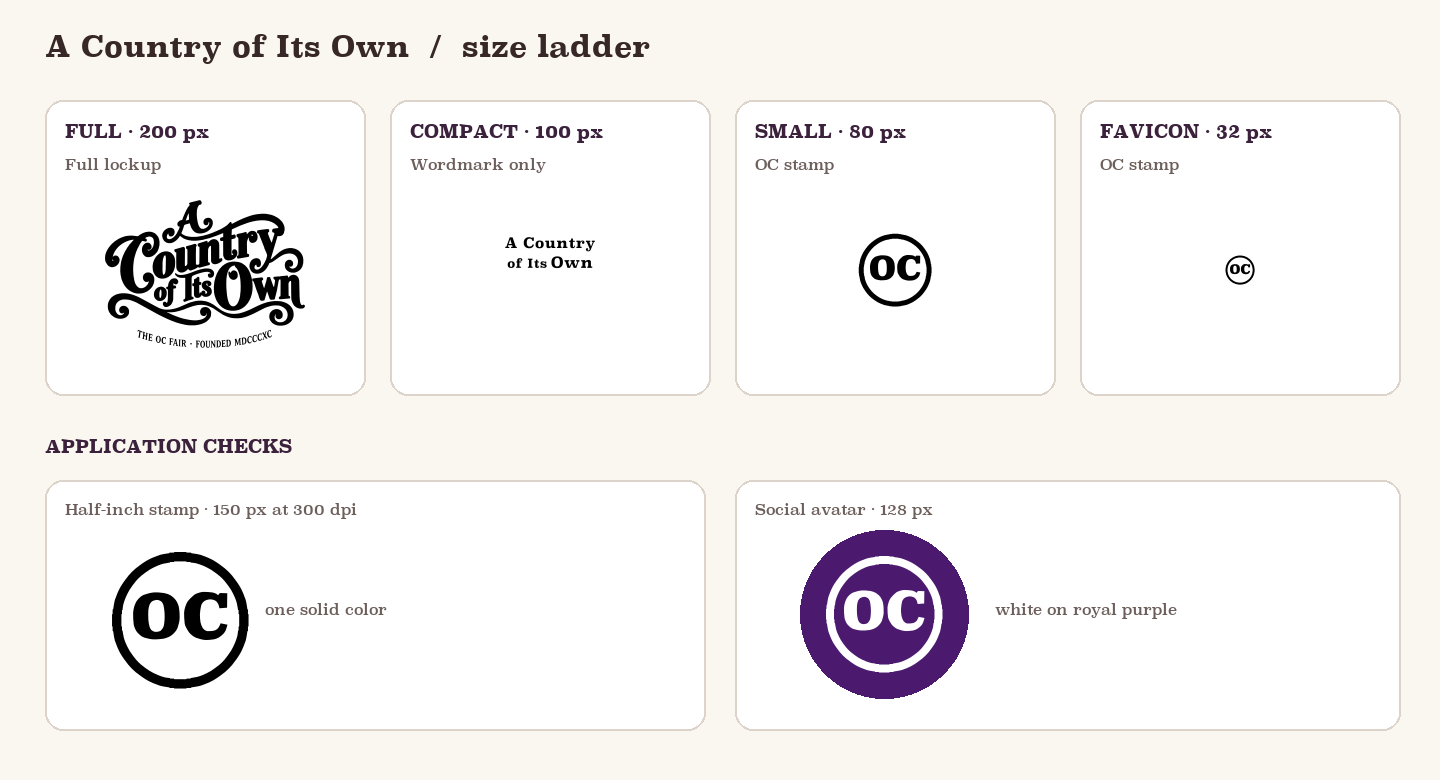 A Country of Its Own / size ladder
FULL · 200 px
Full lockup
A
Country
of Its Own
THE OC FAIR · FOUNDED MDCCCXC
COMPACT · 100 px
Wordmark only
A Country
of Its Own
SMALL · 80 px
OC stamp
OC
FAVICON · 32 px
OC stamp
OC
APPLICATION CHECKS
Half-inch stamp · 150 px at 300 dpi
OC
one solid color
Social avatar · 128 px
OC
white on royal purple